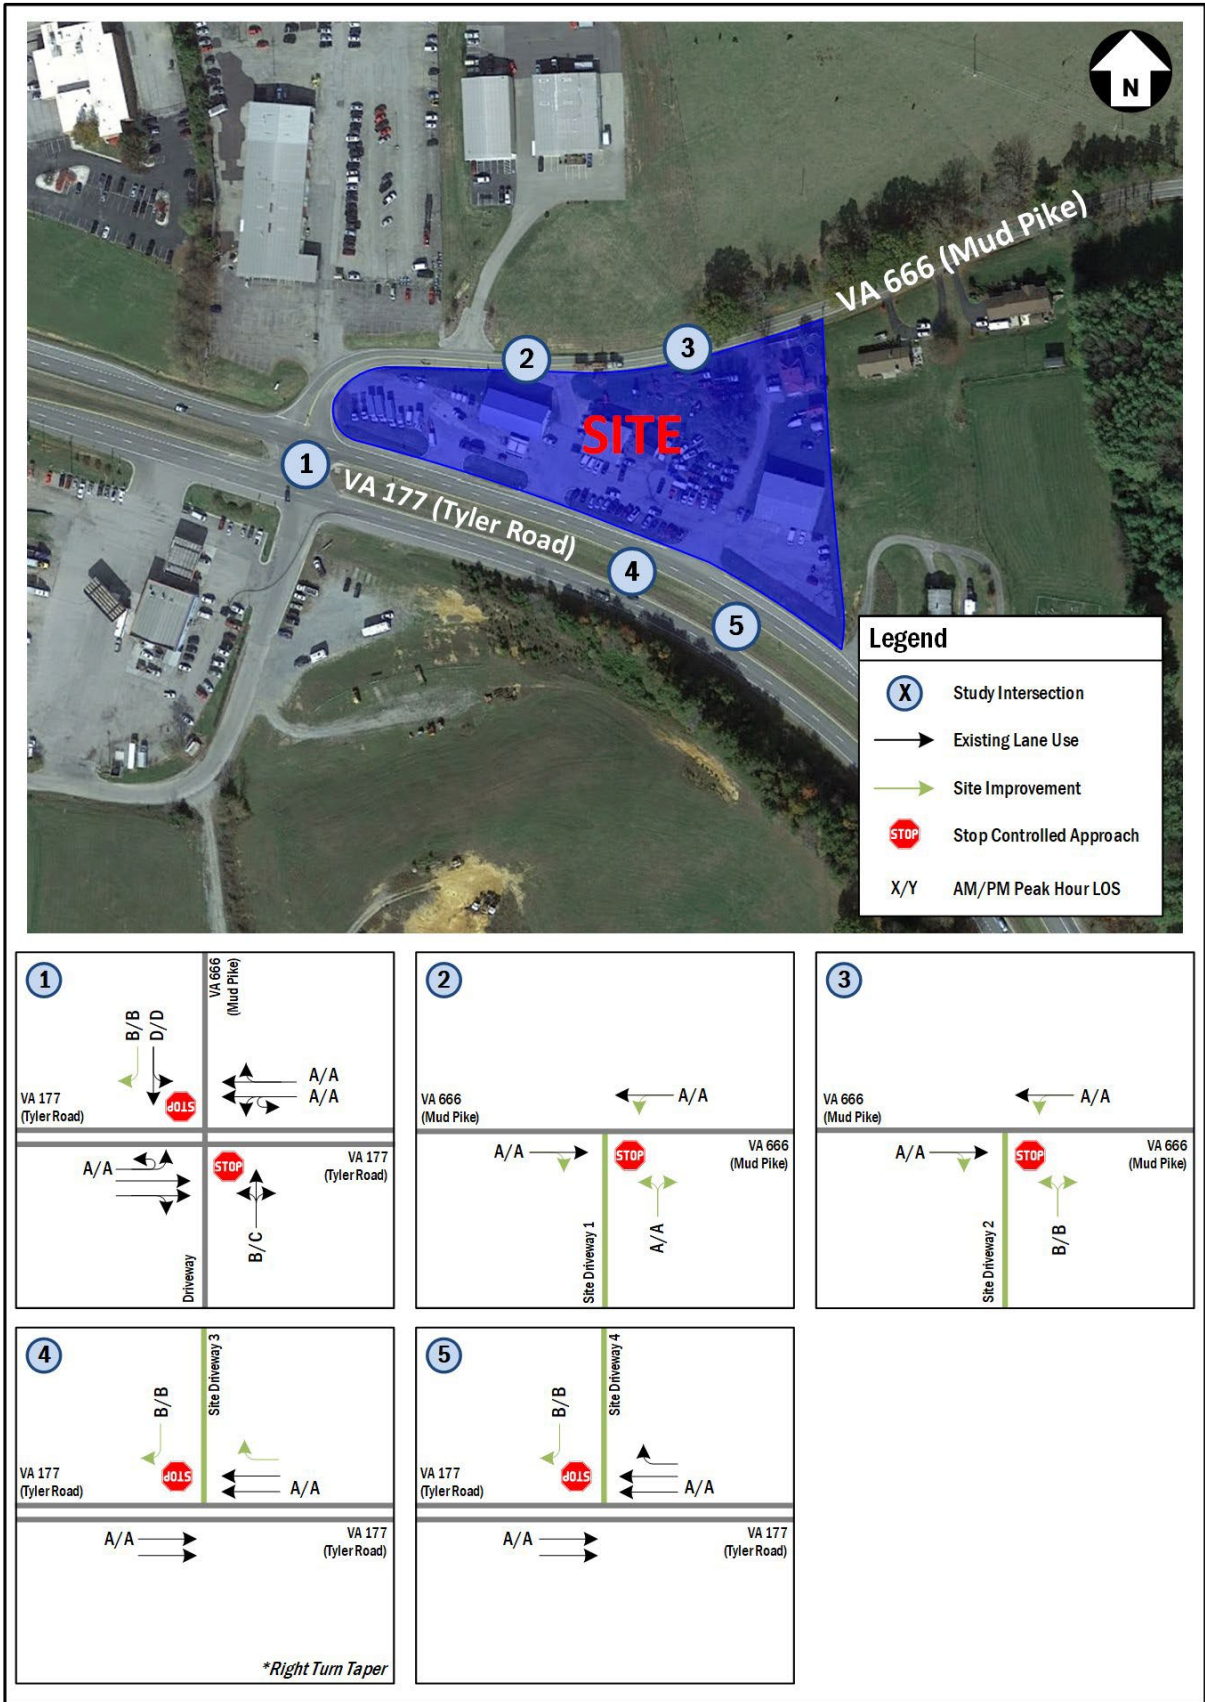 N
VA 666 (Mud Pike)
2
3
SITE
1
VA 177 (Tyler Road)
4
5
Legend
X Study Intersection
Existing Lane Use
Site Improvement
STOP Stop Controlled Approach
X/Y AM/PM Peak Hour LOS
1
VA 666
(Mud Pike)
B/B
D/D
A/A
A/A
VA 177
(Tyler Road)
STOP
A/A
STOP
VA 177
(Tyler Road)
B/C
Driveway
2
A/A
VA 666
(Mud Pike)
A/A
STOP
VA 666
(Mud Pike)
A/A
Site Driveway 1
3
A/A
VA 666
(Mud Pike)
A/A
STOP
VA 666
(Mud Pike)
B/B
Site Driveway 2
4
Site Driveway 3
B/B
VA 177
(Tyler Road)
STOP
A/A
A/A
VA 177
(Tyler Road)
*Right Turn Taper
5
Site Driveway 4
B/B
VA 177
(Tyler Road)
STOP
A/A
A/A
VA 177
(Tyler Road)